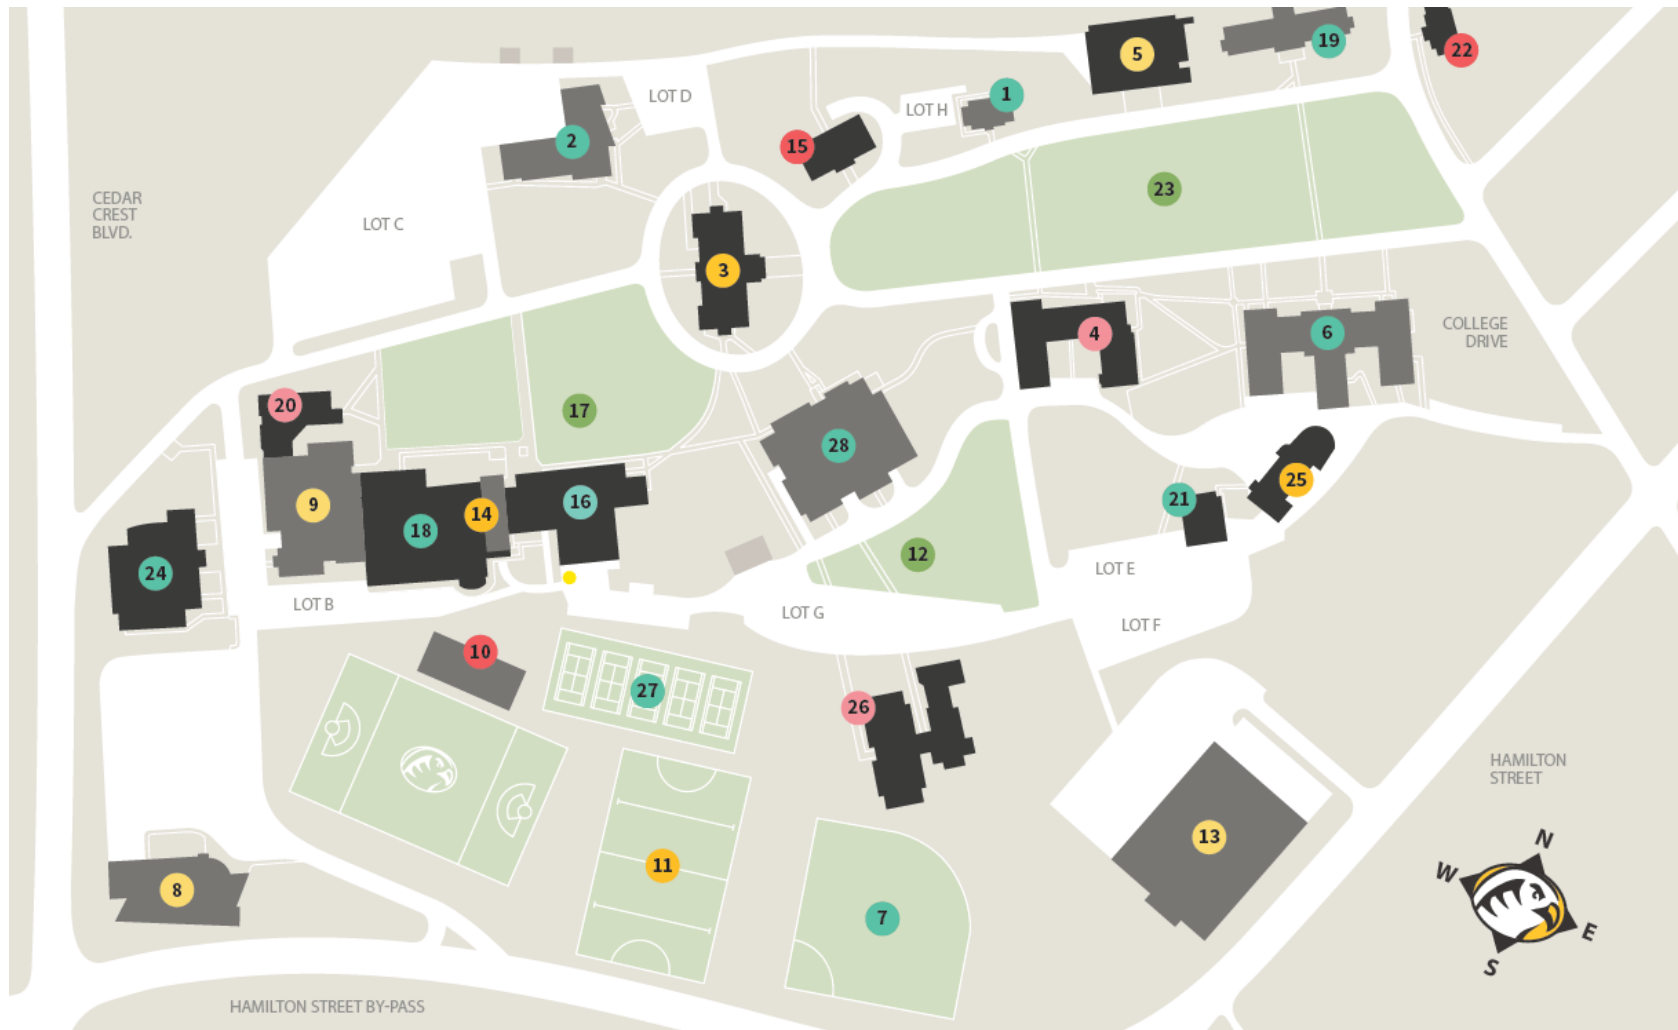 5
19
22
LOT D
1
LOT H
2
15
23
CEDAR
CREST
BLVD.
LOT C
3
4
6
COLLEGE
DRIVE
20
17
28
9
14
16
18
21
25
24
12
LOT E
LOT B
LOT G
LOT F
10
27
26
HAMILTON
STREET
13
11
8
7
N
W
E
S
HAMILTON STREET BY-PASS